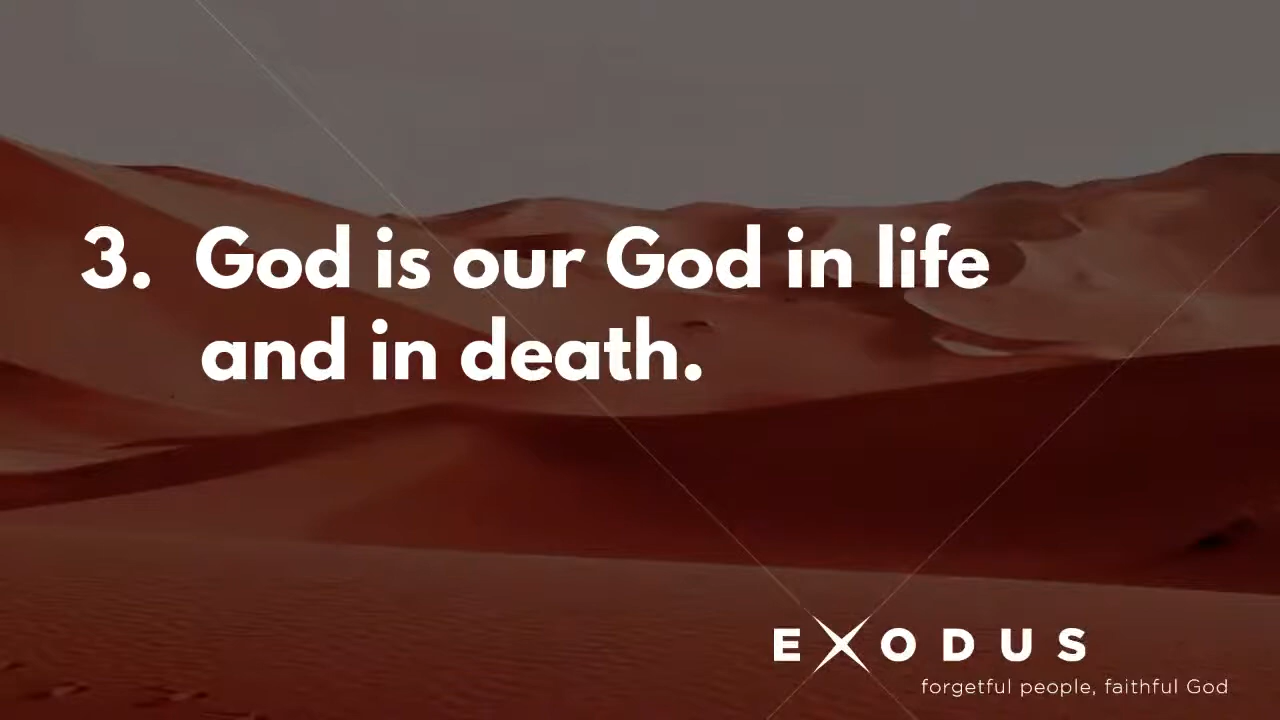 3. God is our God in life
and in death.
EXODUS
forgetful people, faithful God